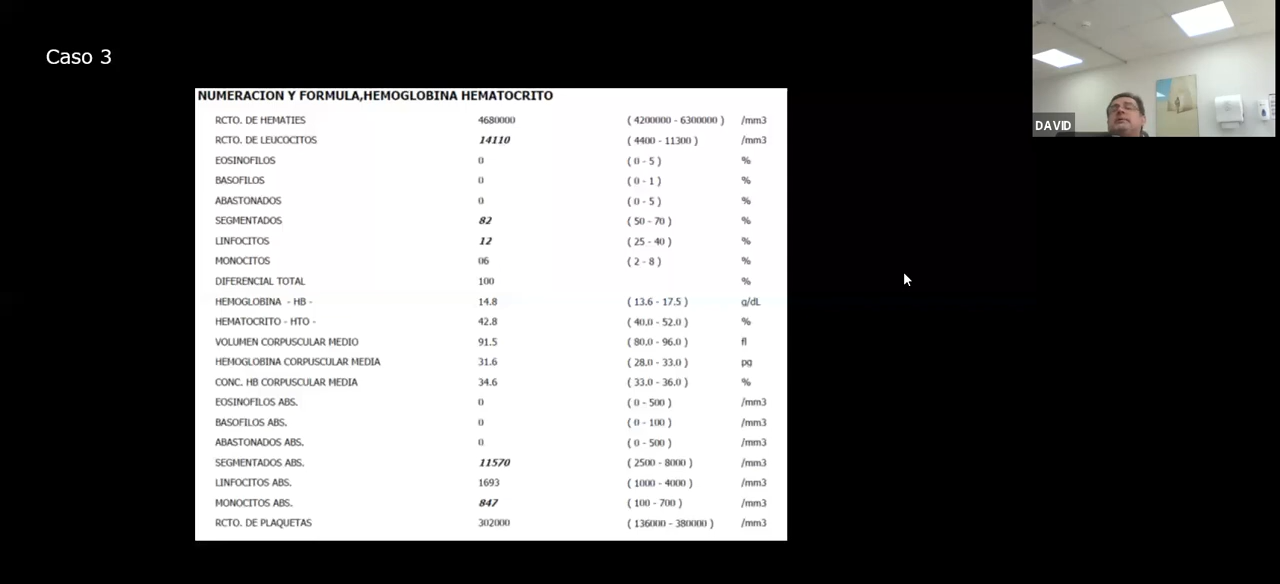 Caso 3
DAVID
NUMERACION Y FORMULA,HEMOGLOBINA HEMATOCRITO
RCTO. DE HEMATIES 4680000 ( 4200000 - 6300000 ) /mm3
RCTO. DE LEUCOCITOS 14110 ( 4400 - 11300 ) /mm3
EOSINOFILOS 0 ( 0 - 5 ) %
BASOFILOS 0 ( 0 - 1 ) %
ABASTONADOS 0 ( 0 - 5 ) %
SEGMENTADOS 82 ( 50 - 70 ) %
LINFOCITOS 12 ( 25 - 40 ) %
MONOCITOS 06 ( 2 - 8 ) %
DIFERENCIAL TOTAL 100 %
HEMOGLOBINA - HB - 14.8 ( 13.6 - 17.5 ) g/dL
HEMATOCRITO - HTO - 42.8 ( 40.0 - 52.0 ) %
VOLUMEN CORPUSCULAR MEDIO 91.5 ( 80.0 - 96.0 ) fl
HEMOGLOBINA CORPUSCULAR MEDIA 31.6 ( 28.0 - 33.0 ) pg
CONC. HB CORPUSCULAR MEDIA 34.6 ( 33.0 - 36.0 ) %
EOSINOFILOS ABS. 0 ( 0 - 500 ) /mm3
BASOFILOS ABS. 0 ( 0 - 100 ) /mm3
ABASTONADOS ABS. 0 ( 0 - 500 ) /mm3
SEGMENTADOS ABS. 11570 ( 2500 - 8000 ) /mm3
LINFOCITOS ABS. 1693 ( 1000 - 4000 ) /mm3
MONOCITOS ABS. 847 ( 100 - 700 ) /mm3
RCTO. DE PLAQUETAS 302000 ( 136000 - 380000 ) /mm3